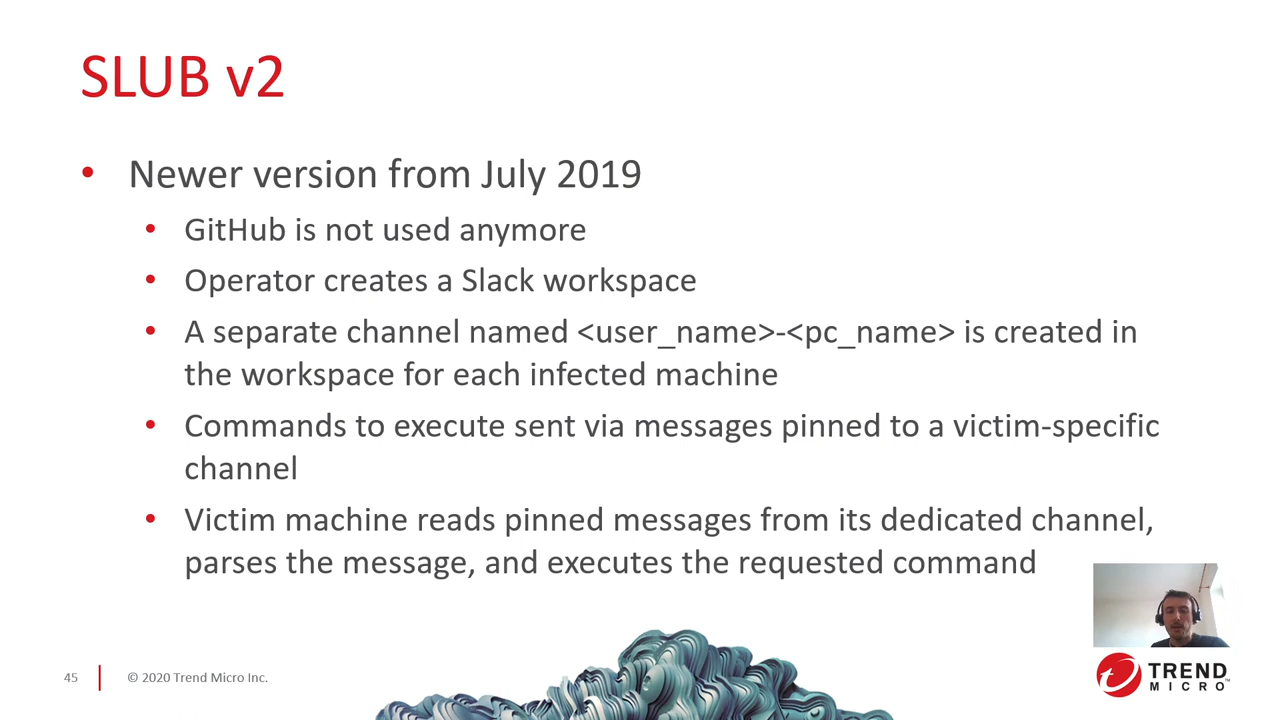 SLUB v2
• Newer version from July 2019
• GitHub is not used anymore
• Operator creates a Slack workspace
• A separate channel named <user_name>-<pc_name> is created in
the workspace for each infected machine
• Commands to execute sent via messages pinned to a victim-specific
channel
• Victim machine reads pinned messages from its dedicated channel,
parses the message, and executes the requested command
45
© 2020 Trend Micro Inc.
TREND
MICRO™